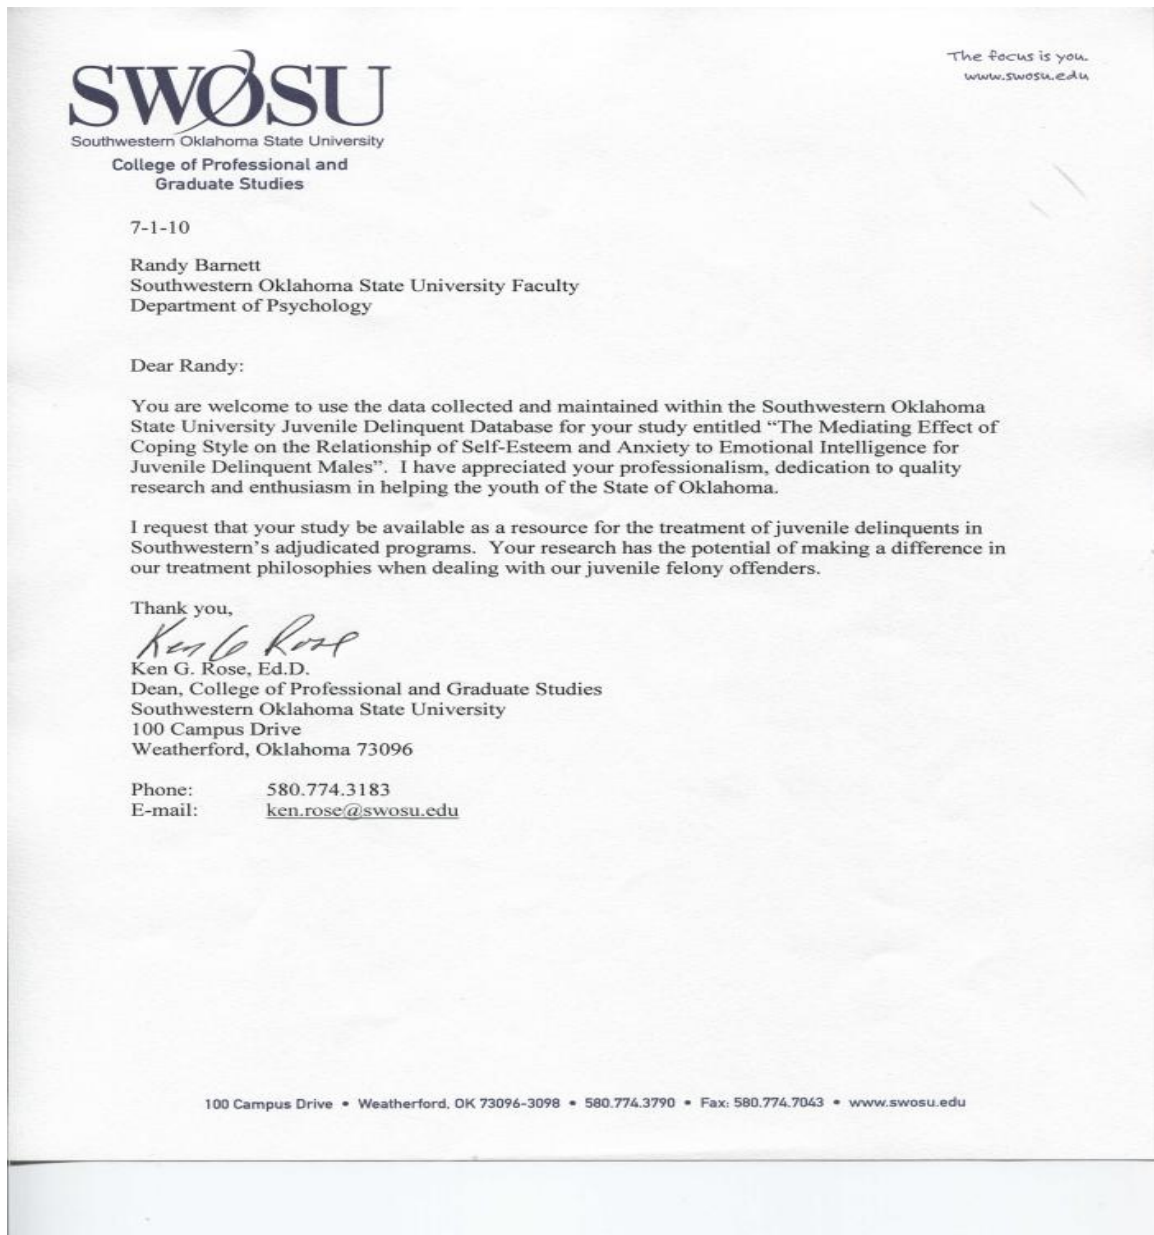 SWOSU
Southwestern Oklahoma State University
College of Professional and
Graduate Studies
The focus is you.
www.swosu.edu
7-1-10
Randy Barnett
Southwestern Oklahoma State University Faculty
Department of Psychology
Dear Randy:
You are welcome to use the data collected and maintained within the Southwestern Oklahoma
State University Juvenile Delinquent Database for your study entitled “The Mediating Effect of
Coping Style on the Relationship of Self-Esteem and Anxiety to Emotional Intelligence for
Juvenile Delinquent Males”.  I have appreciated your professionalism, dedication to quality
research and enthusiasm in helping the youth of the State of Oklahoma.
I request that your study be available as a resource for the treatment of juvenile delinquents in
Southwestern’s adjudicated programs.  Your research has the potential of making a difference in
our treatment philosophies when dealing with our juvenile felony offenders.
Thank you,
Ken G Rose
Ken G. Rose, Ed.D.
Dean, College of Professional and Graduate Studies
Southwestern Oklahoma State University
100 Campus Drive
Weatherford, Oklahoma 73096
Phone: 580.774.3183
E-mail: ken.rose@swosu.edu
100 Campus Drive • Weatherford, OK 73096-3098 • 580.774.3790 • Fax: 580.774.7043 • www.swosu.edu